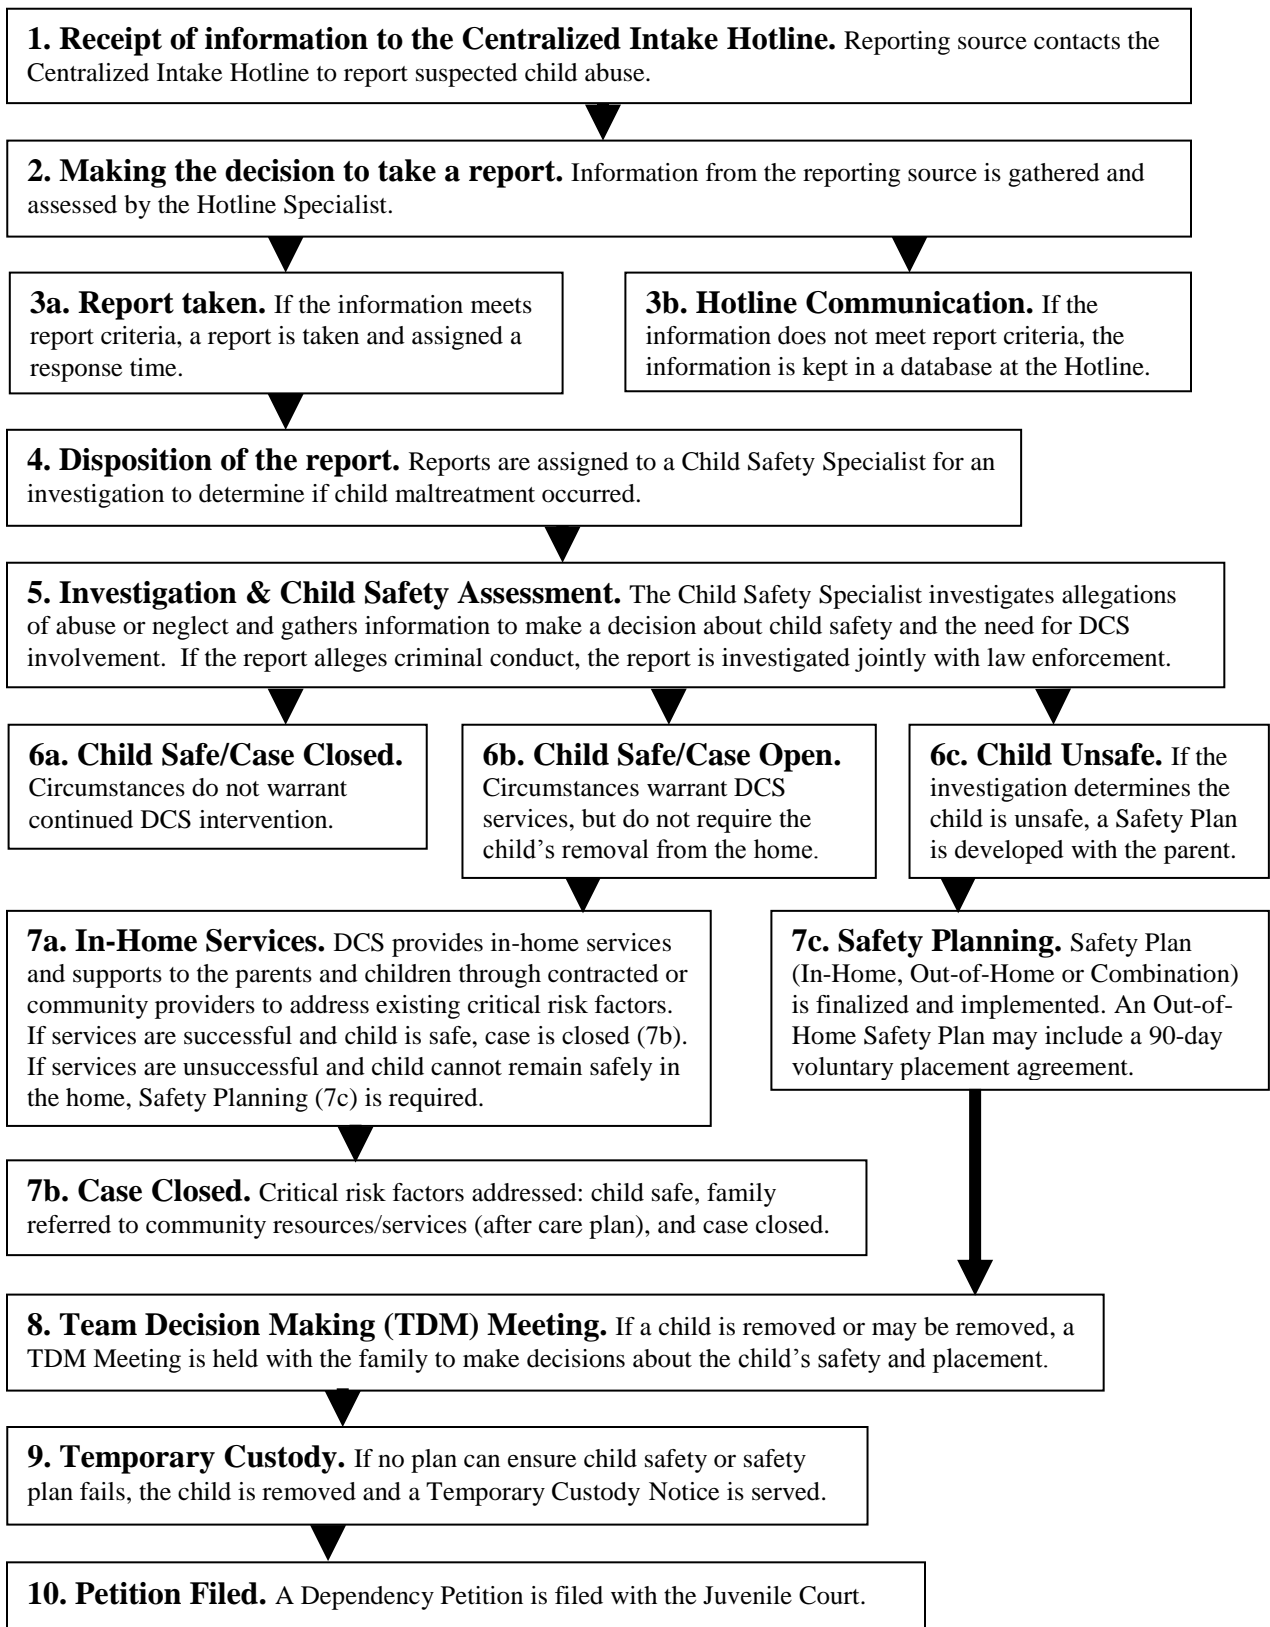 1. Receipt of information to the Centralized Intake Hotline. Reporting source contacts the
Centralized Intake Hotline to report suspected child abuse.
2. Making the decision to take a report. Information from the reporting source is gathered and
assessed by the Hotline Specialist.
3a. Report taken. If the information meets
report criteria, a report is taken and assigned a
response time.
3b. Hotline Communication. If the
information does not meet report criteria, the
information is kept in a database at the Hotline.
4. Disposition of the report. Reports are assigned to a Child Safety Specialist for an
investigation to determine if child maltreatment occurred.
5. Investigation & Child Safety Assessment. The Child Safety Specialist investigates allegations
of abuse or neglect and gathers information to make a decision about child safety and the need for DCS
involvement. If the report alleges criminal conduct, the report is investigated jointly with law enforcement.
6a. Child Safe/Case Closed.
Circumstances do not warrant
continued DCS intervention.
6b. Child Safe/Case Open.
Circumstances warrant DCS
services, but do not require the
child's removal from the home.
6c. Child Unsafe. If the
investigation determines the
child is unsafe, a Safety Plan
is developed with the parent.
7a. In-Home Services. DCS provides in-home services
and supports to the parents and children through contracted or
community providers to address existing critical risk factors.
If services are successful and child is safe, case is closed (7b).
If services are unsuccessful and child cannot remain safely in
the home, Safety Planning (7c) is required.
7c. Safety Planning. Safety Plan
(In-Home, Out-of-Home or Combination)
is finalized and implemented. An Out-of-
Home Safety Plan may include a 90-day
voluntary placement agreement.
7b. Case Closed. Critical risk factors addressed: child safe, family
referred to community resources/services (after care plan), and case closed.
8. Team Decision Making (TDM) Meeting. If a child is removed or may be removed, a
TDM Meeting is held with the family to make decisions about the child's safety and placement.
9. Temporary Custody. If no plan can ensure child safety or safety
plan fails, the child is removed and a Temporary Custody Notice is served.
10. Petition Filed. A Dependency Petition is filed with the Juvenile Court.